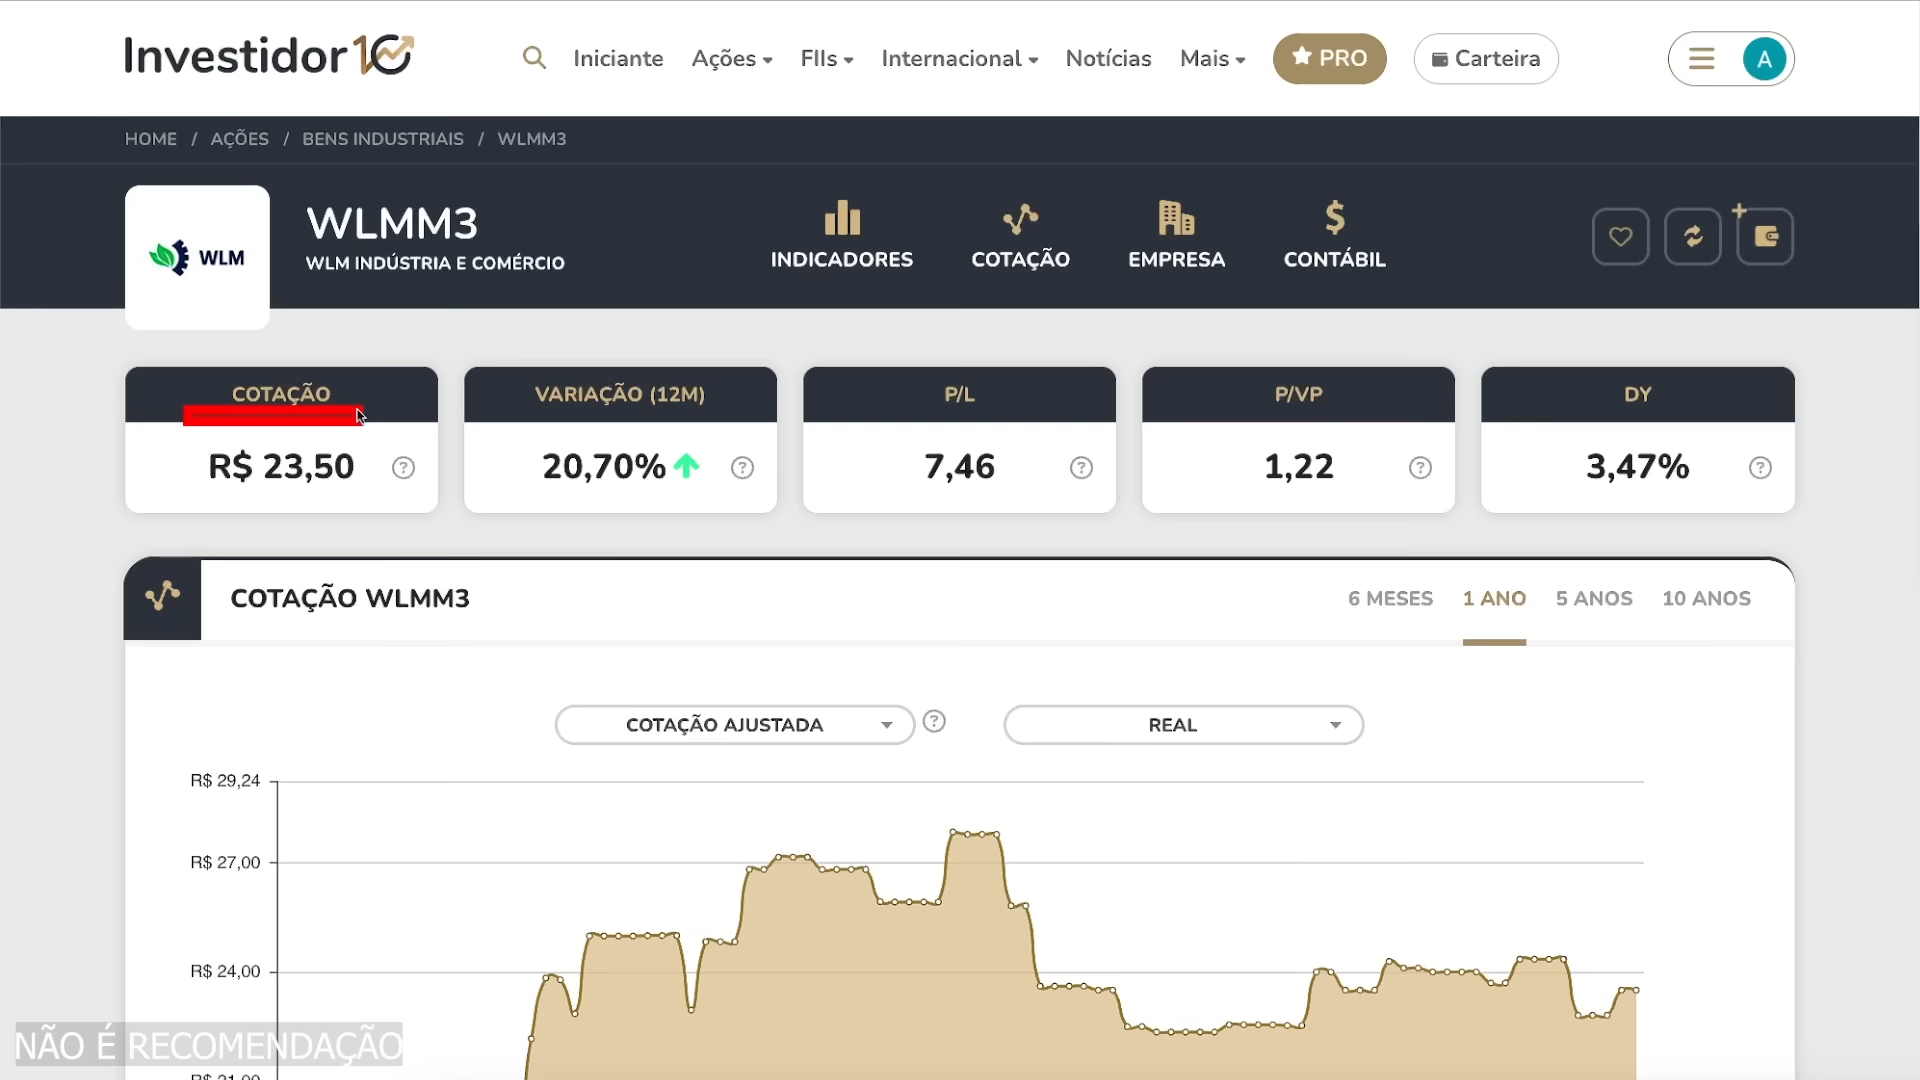 Investidor10
Iniciante
Ações
FIIs
Internacional
Notícias
Mais
PRO
Carteira
A
HOME / AÇÕES / BENS INDUSTRIAIS / WLMM3
WLM
WLMM3
WLM INDÚSTRIA E COMÉRCIO
INDICADORES
COTAÇÃO
EMPRESA
CONTÁBIL
COTAÇÃO
R$ 23,50
VARIAÇÃO (12M)
20,70%
P/L
7,46
P/VP
1,22
DY
3,47%
COTAÇÃO WLMM3
6 MESES
1 ANO
5 ANOS
10 ANOS
COTAÇÃO AJUSTADA
REAL
R$ 29,24
R$ 27,00
R$ 24,00
R$ 21,00
NÃO É RECOMENDAÇÃO